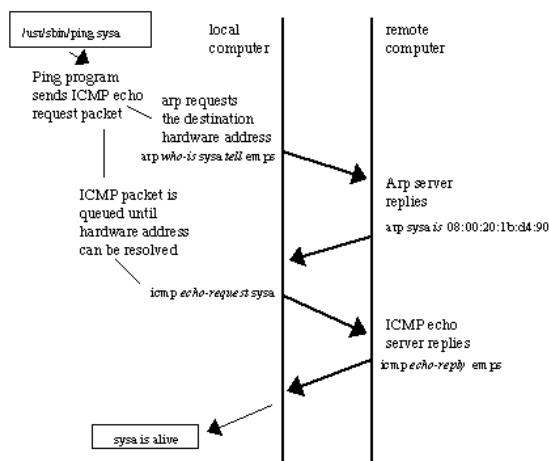 /usr/sbin/ping sysa
local
computer
remote
computer
Ping program
sends ICMP echo
request packet
arp requests
the destination
hardware address
arp who-is sysa tell emps
Arp server
replies
arp sysa is 08:00:20:1b:d4:90
ICMP packet is
queued until
hardware address
can be resolved
icmp echo-request sysa
ICMP echo
server replies
icmp echo-reply emps
sysa is alive